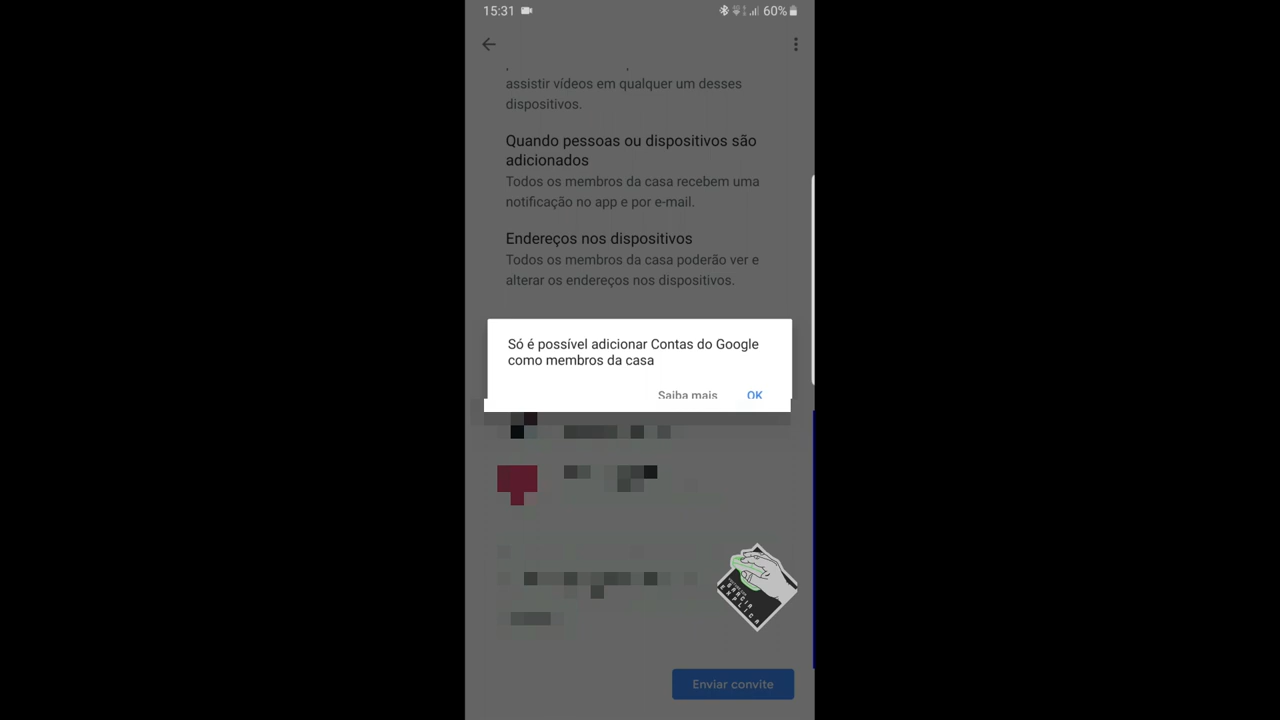 15:31
60%
assistir vídeos em qualquer um desses
dispositivos.
Quando pessoas ou dispositivos são
adicionados
Todos os membros da casa recebem uma
notificação no app e por e-mail.
Endereços nos dispositivos
Todos os membros da casa poderão ver e
alterar os endereços nos dispositivos.
Só é possível adicionar Contas do Google
como membros da casa
Saiba mais
OK
GARCIA
EXPLICA
Enviar convite